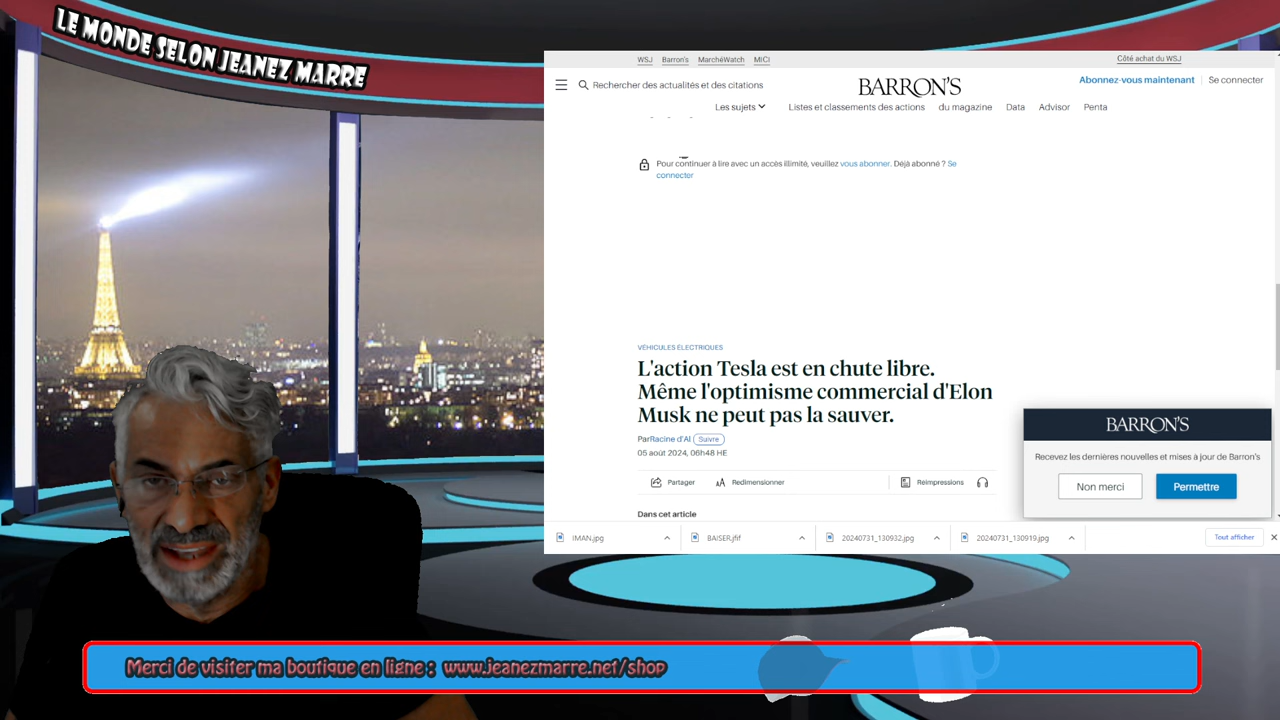 LE MONDE SELON JEANEZ MARRE
WSJ Barron's MarchéWatch MICI
Côté achat du WSJ
Rechercher des actualités et des citations
BARRON'S
Abonnez-vous maintenant Se connecter
Les sujets Listes et classements des actions du magazine Data Advisor Penta
Pour continuer à lire avec un accès illimité, veuillez vous abonner. Déjà abonné ? Se
connecter
VÉHICULES ÉLECTRIQUES
L'action Tesla est en chute libre.
Même l'optimisme commercial d'Elon
Musk ne peut pas la sauver.
ParRacine d'Al Suivre
05 août 2024, 06h48 HE
Partager Redimensionner Réimpressions
Dans cet article
BARRON'S
Recevez les dernières nouvelles et mises à jour de Barron's
Non merci Permettre
IMAN.jpg BAISER.jfif 20240731_130932.jpg 20240731_130919.jpg Tout afficher
Merci de visiter ma boutique en ligne : www.jeanezmarre.net/shop